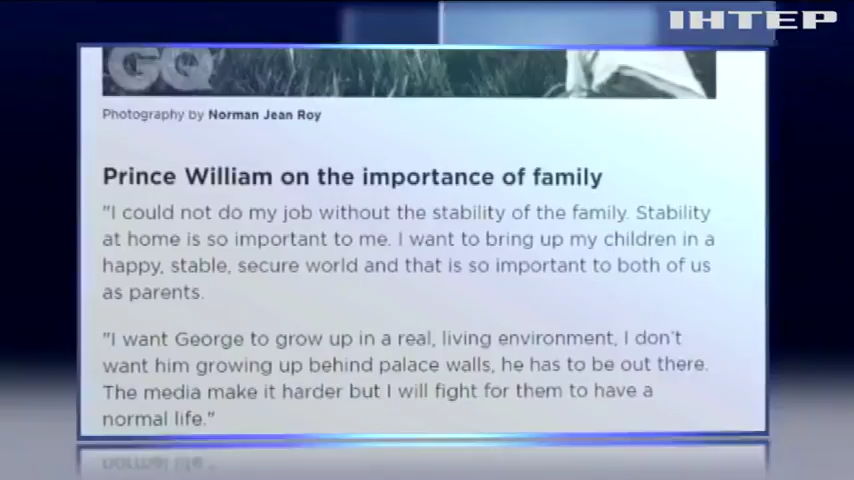 ІНТЕР
GQ
Photography by Norman Jean Roy
Prince William on the importance of family
"I could not do my job without the stability of the family. Stability
at home is so important to me. I want to bring up my children in a
happy, stable, secure world and that is so important to both of us
as parents.
"I want George to grow up in a real, living environment, I don't
want him growing up behind palace walls, he has to be out there.
The media make it harder but I will fight for them to have a
normal life."